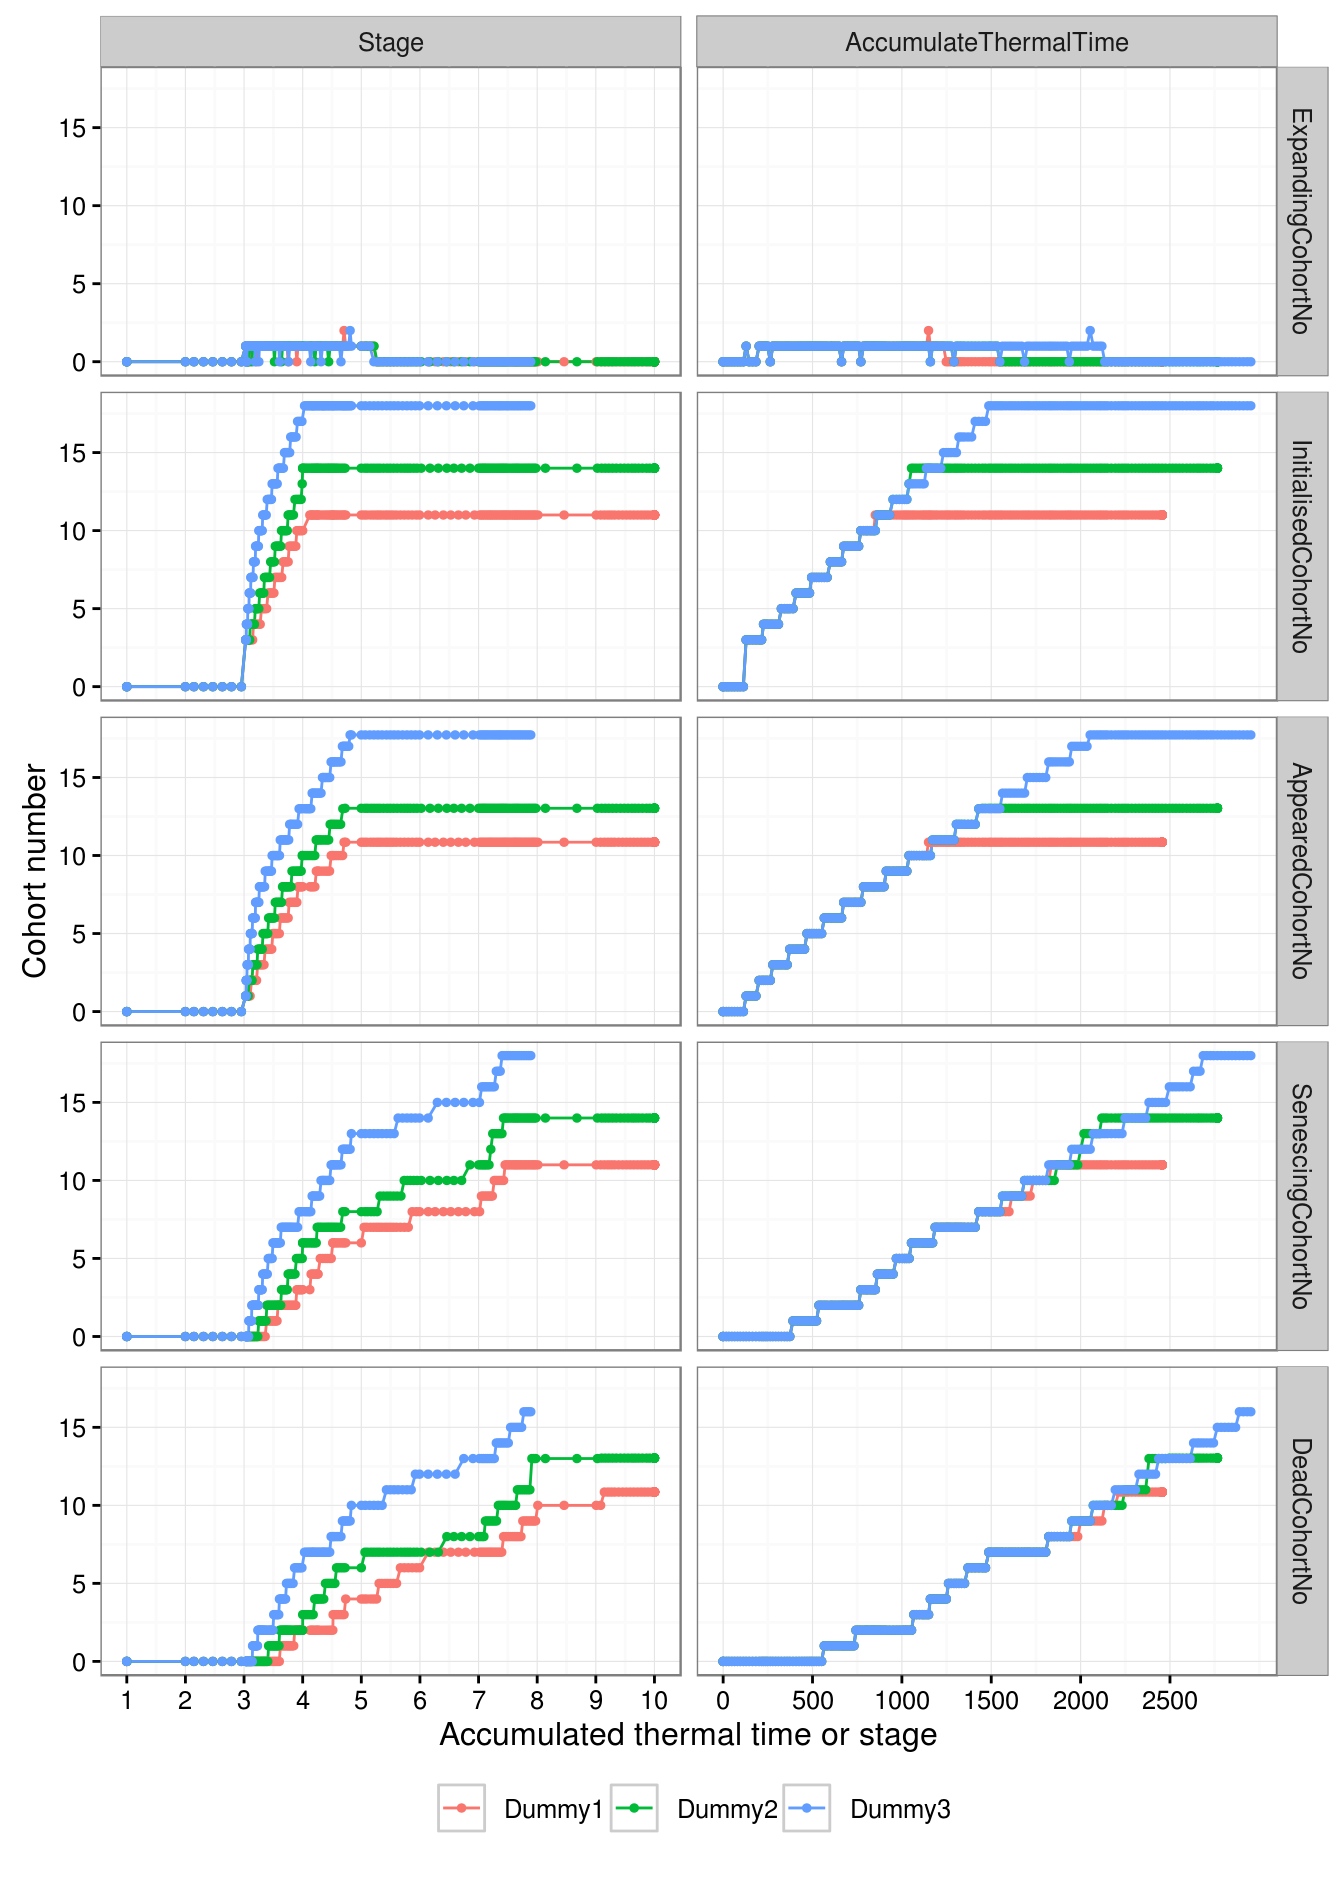 Stage
AccumulateThermalTime
ExpandingCohortNo
15
10
5
0
InitialisedCohortNo
15
10
5
0
AppearedCohortNo
15
10
5
0
Cohort number
SenescingCohortNo
15
10
5
0
DeadCohortNo
15
10
5
0
1 2 3 4 5 6 7 8 9 10
0 500 1000 1500 2000 2500
Accumulated thermal time or stage
Dummy1 Dummy2 Dummy3